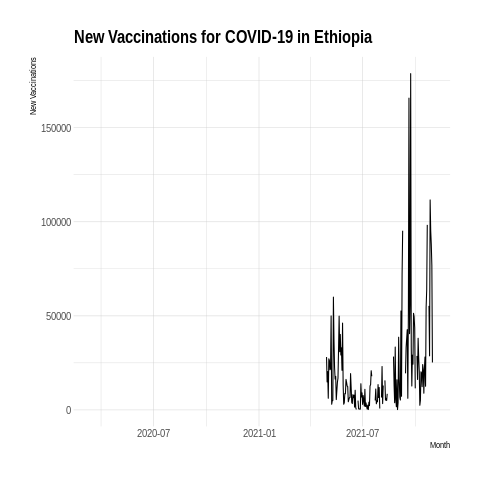 New Vaccinations for COVID-19 in Ethiopia
New Vaccinations
150000
100000
50000
0
2020-07 2021-01 2021-07
Month